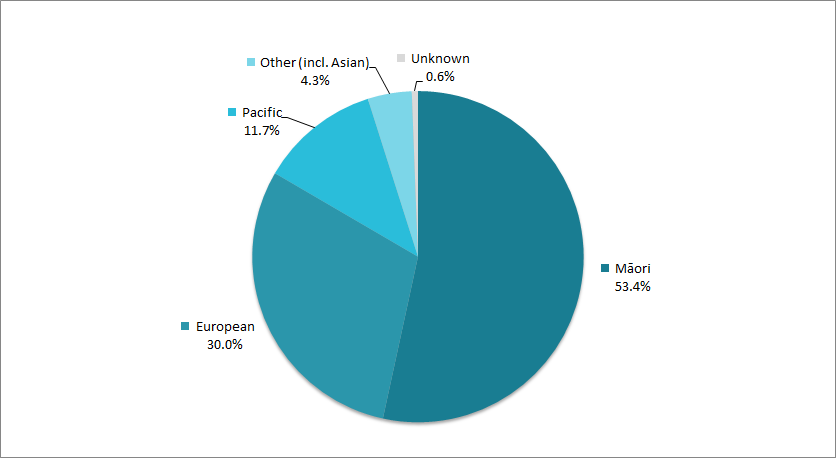 Other (incl. Asian)
4.3%
Unknown
0.6%
Pacific
11.7%
Māori
53.4%
European
30.0%